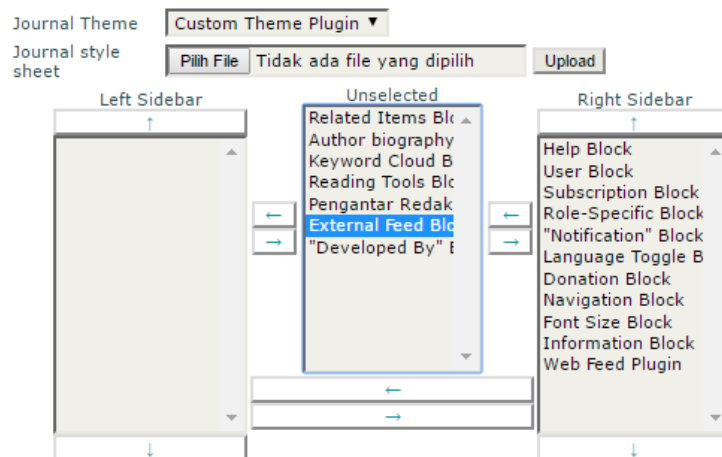 Journal Theme Custom Theme Plugin ▼
Journal style sheet Pilih File Tidak ada file yang dipilih Upload
Left Sidebar
↑
↓
Unselected
Related Items Blo
Author biography
Keyword Cloud B
Reading Tools Blo
Pengantar Redak
External Feed Blo
"Developed By" B
← →
← →
←
→
Right Sidebar
↑
Help Block
User Block
Subscription Block
Role-Specific Block
"Notification" Block
Language Toggle B
Donation Block
Navigation Block
Font Size Block
Information Block
Web Feed Plugin
↓